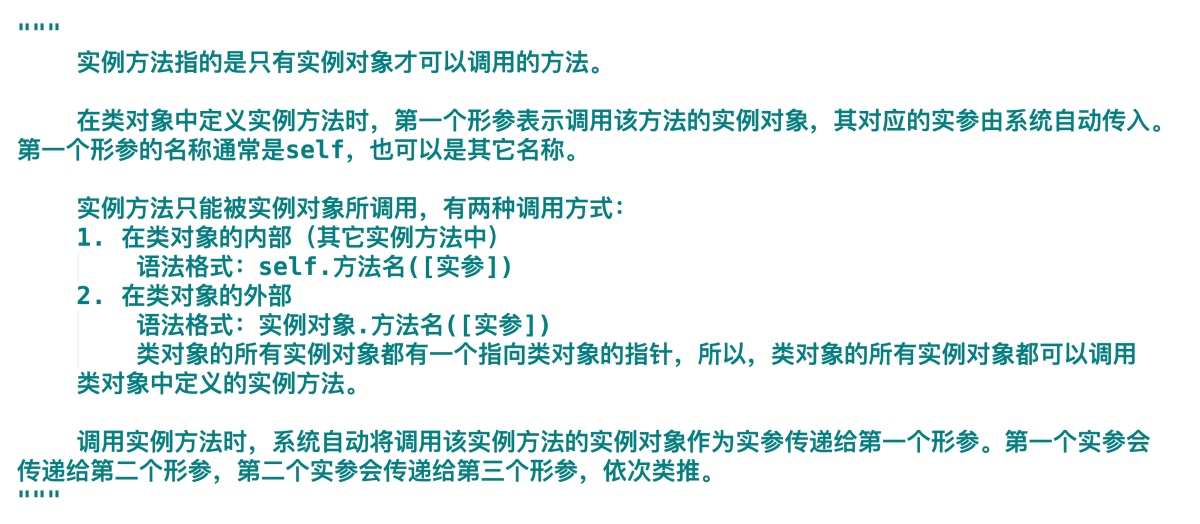 """
实例方法指的是只有实例对象才可以调用的方法。
在类对象中定义实例方法时，第一个形参表示调用该方法的实例对象，其对应的实参由系统自动传入。
第一个形参的名称通常是self，也可以是其它名称。
实例方法只能被实例对象所调用，有两种调用方式：
1. 在类对象的内部（其它实例方法中）
语法格式：self.方法名([实参])
2. 在类对象的外部
语法格式：实例对象.方法名([实参])
类对象的所有实例对象都有一个指向类对象的指针，所以，类对象的所有实例对象都可以调用
类对象中定义的实例方法。
调用实例方法时，系统自动将调用该实例方法的实例对象作为实参传递给第一个形参。第一个实参会
传递给第二个形参，第二个实参会传递给第三个形参，依次类推。
"""